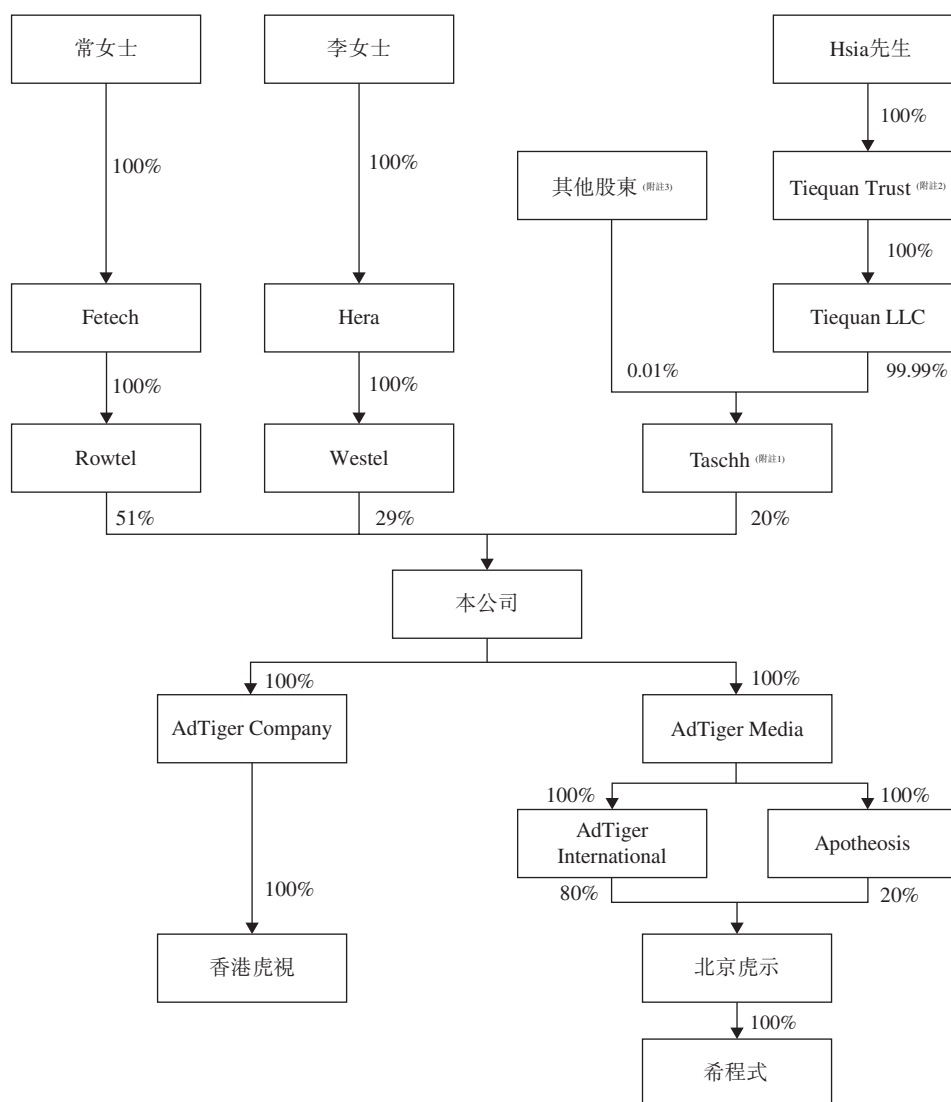 常女士
李女士
Hsia先生
100%
100%
100%
其他股東 (附註3)
Tiequan Trust (附註2)
100%
Fetech
Hera
Tiequan LLC
100%
100%
0.01%
99.99%
Rowtel
Westel
Taschh (附註1)
51%
29%
20%
本公司
100%
100%
AdTiger Company
AdTiger Media
100%
100%
AdTiger
International
Apotheosis
100%
80%
20%
香港虎視
北京虎示
100%
希程式